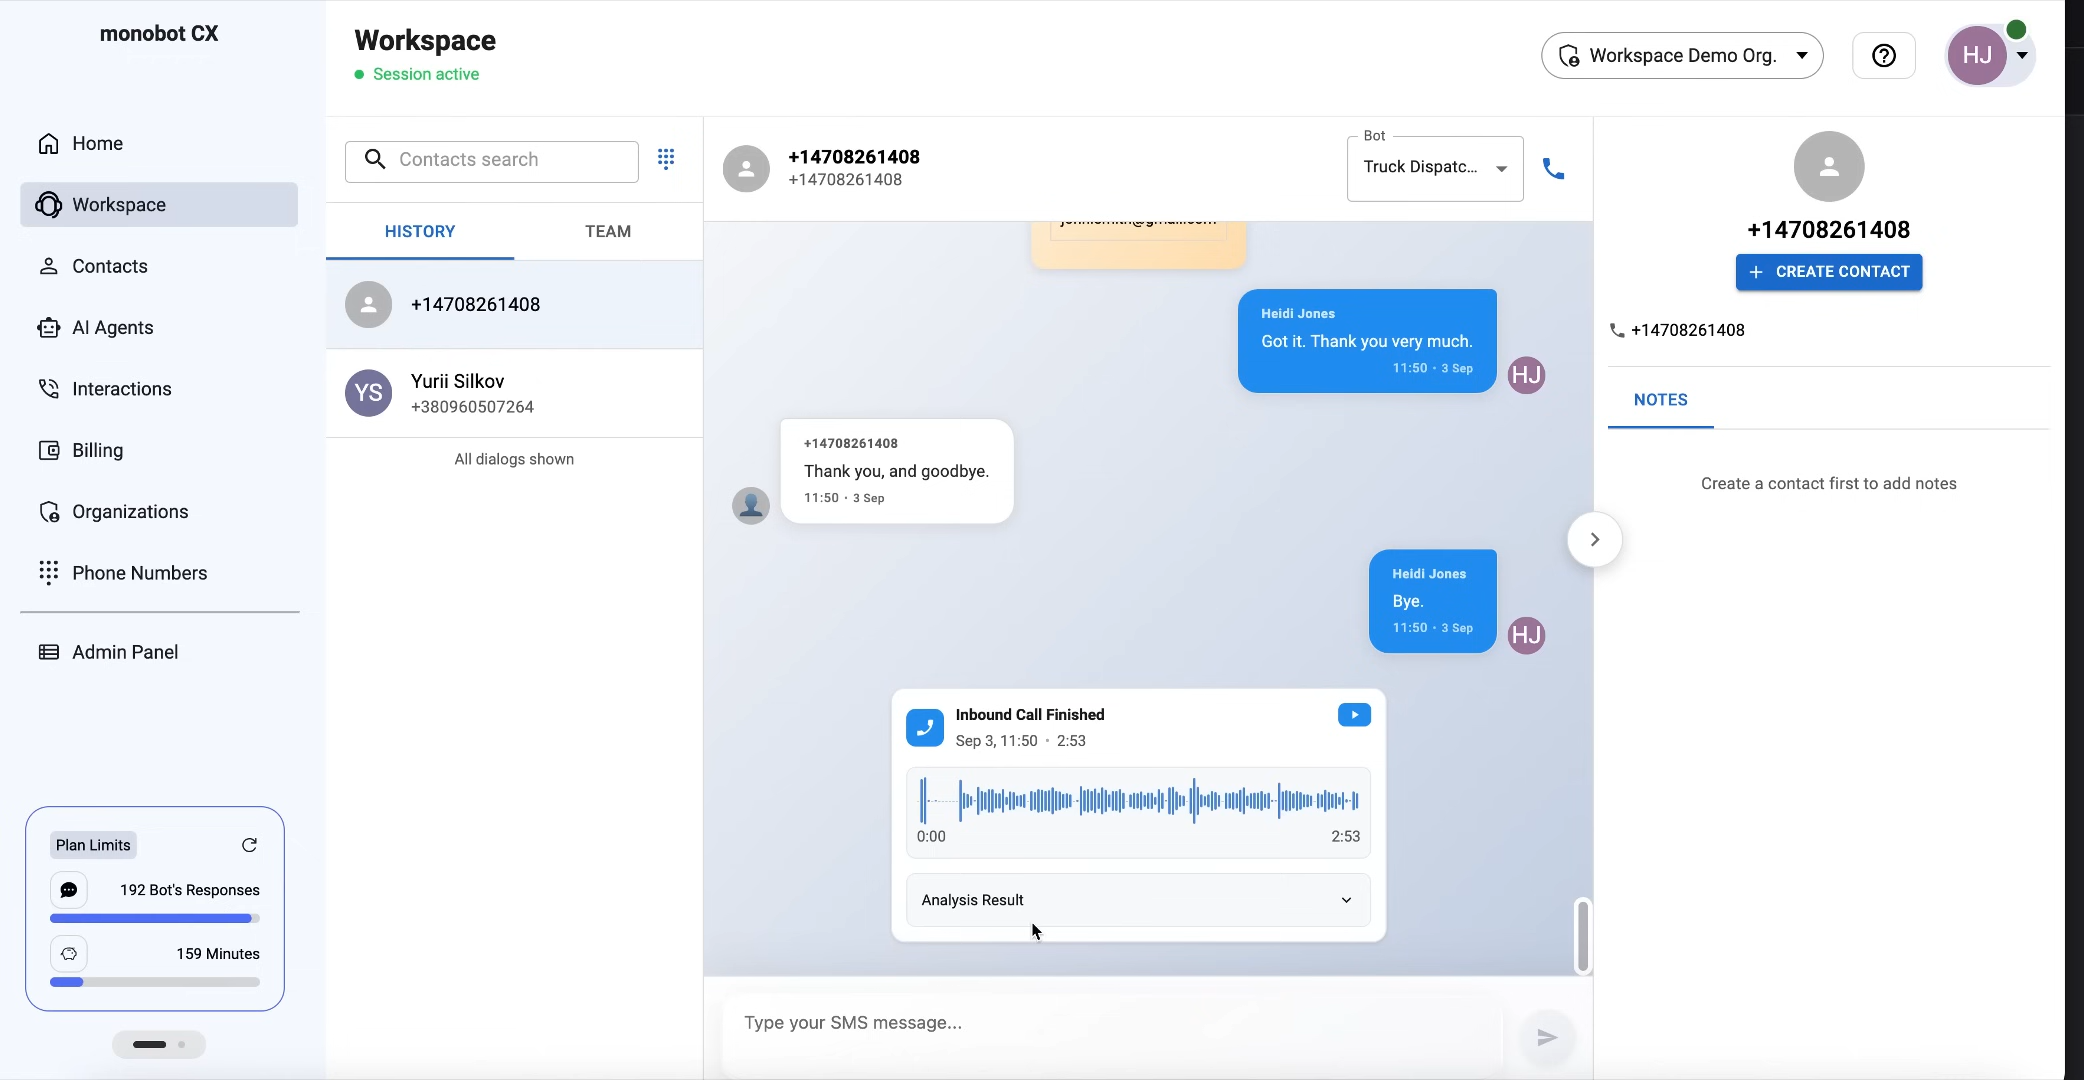 monobot CX
Home
Workspace
Contacts
AI Agents
Interactions
Billing
Organizations
Phone Numbers
Admin Panel
Plan Limits
192 Bot's Responses
159 Minutes
Workspace
Session active
Workspace Demo Org.
HJ
Contacts search
HISTORY
TEAM
+14708261408
YS
Yurii Silkov
+380960507264
All dialogs shown
+14708261408
+14708261408
Bot
Truck Dispatc...
Heidi Jones
Got it. Thank you very much.
11:50 · 3 Sep
HJ
+14708261408
Thank you, and goodbye.
11:50 · 3 Sep
Heidi Jones
Bye.
11:50 · 3 Sep
HJ
Inbound Call Finished
Sep 3, 11:50 · 2:53
0:00
2:53
Analysis Result
Type your SMS message...
+14708261408
+ CREATE CONTACT
+14708261408
NOTES
Create a contact first to add notes